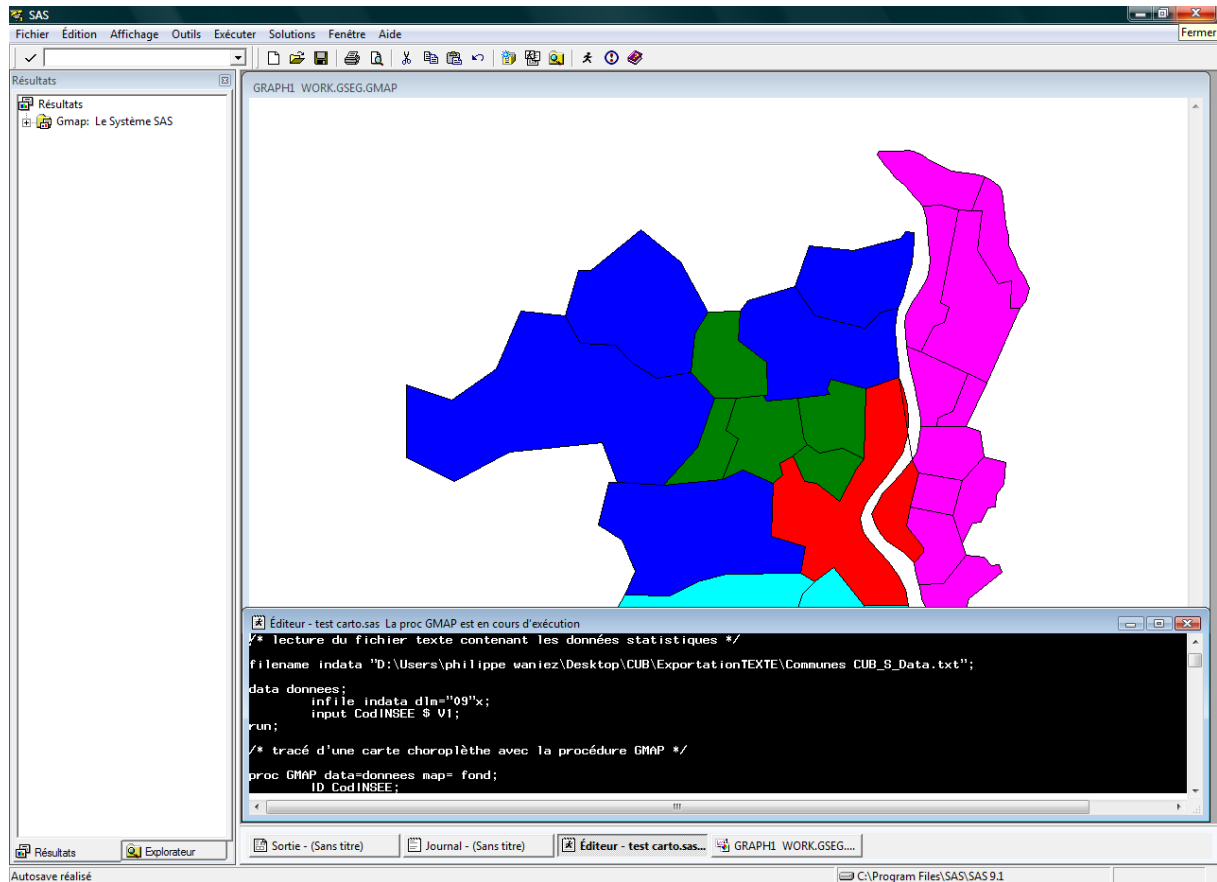 SAS
Fichier Édition Affichage Outils Exécuter Solutions Fenêtre Aide
Fermer
Résultats
Résultats
Gmap: Le Système SAS
GRAPH1 WORK.GSEG.GMAP
Éditeur - test carto.sas La proc GMAP est en cours d'exécution
/* lecture du fichier texte contenant les données statistiques */
filename indata "D:\Users\philippe waniez\Desktop\CUB\ExportationTEXTE\Communes CUB_S_Data.txt";
data donnees;
infile indata dlm="09"x;
input CodINSEE $ V1;
run;
/* tracé d'une carte choroplèthe avec la procédure GMAP */
proc GMAP data=donnees map= fond;
ID CodINSEE;
Résultats
Explorateur
Sortie - (Sans titre)
Journal - (Sans titre)
Éditeur - test carto.sas...
GRAPH1 WORK.GSEG....
Autosave réalisé
C:\Program Files\SAS\SAS 9.1